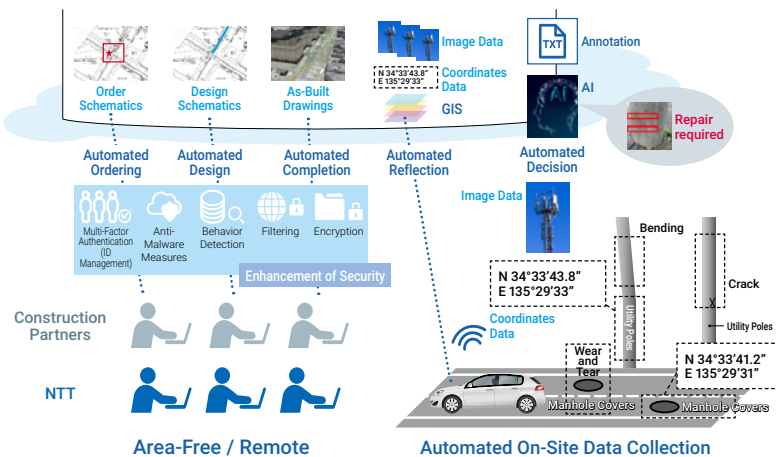 Order
Schematics
Design
Schematics
As-Built
Drawings
Image Data
N 34°33'43.8"
E 135°29'33"
Coordinates
Data
GIS
TXT
Annotation
AI
AI
Repair
required
Automated
Ordering
Automated
Design
Automated
Completion
Automated
Reflection
Automated
Decision
Multi-Factor
Authentication
(ID
Management)
Anti-
Malware
Measures
Behavior
Detection
Filtering
Encryption
Enhancement of Security
Image Data
Bending
N 34°33'43.8"
E 135°29'33"
Utility Poles
Crack
Utility Poles
Construction
Partners
Coordinates
Data
Wear
and
Tear
N 34°33'41.2"
E 135°29'31"
NTT
Manhole Covers
Manhole Covers
Area-Free / Remote
Automated On-Site Data Collection